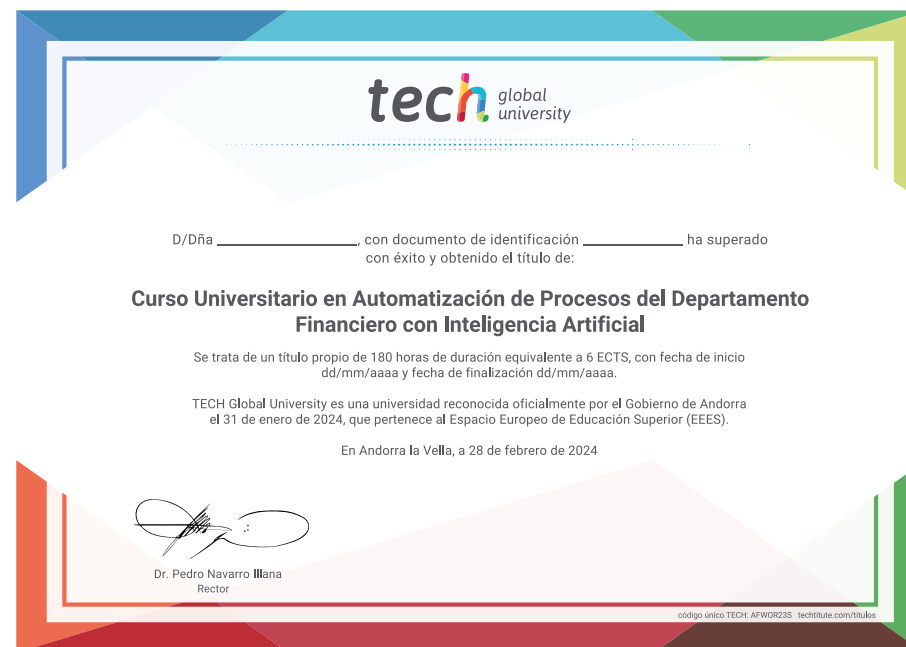 tech global university
D/Dña ________________, con documento de identificación ____________ ha superado
con éxito y obtenido el título de:
Curso Universitario en Automatización de Procesos del Departamento
Financiero con Inteligencia Artificial
Se trata de un título propio de 180 horas de duración equivalente a 6 ECTS, con fecha de inicio
dd/mm/aaaa y fecha de finalización dd/mm/aaaa.
TECH Global University es una universidad reconocida oficialmente por el Gobierno de Andorra
el 31 de enero de 2024, que pertenece al Espacio Europeo de Educación Superior (EEES).
En Andorra la Vella, a 28 de febrero de 2024
Dr. Pedro Navarro Illana
Rector
código único TECH: AFWOR23S techtitute.com/titulos